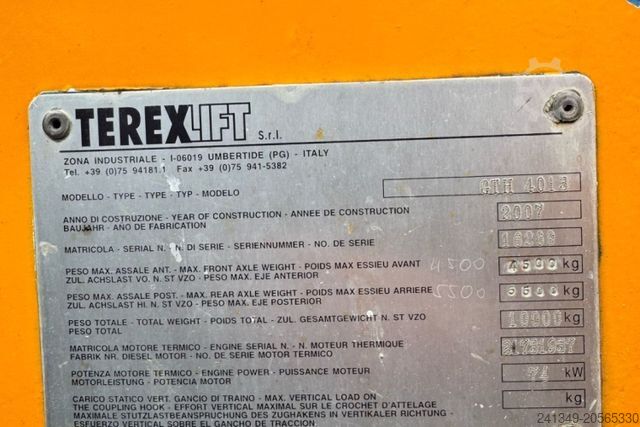 TEREXLIFT S.r.l.
ZONA INDUSTRIALE - I-06019 UMBERTIDE (PG) - ITALY
Tel. +39 (0)75 94181.1 Fax +39 (0)75 941-5382
MODELLO - TYPE - TYPE - TYP - MODELO GTH 4013
ANNO DI COSTRUZIONE - YEAR OF CONSTRUCTION - ANNEE DE CONSTRUCTION
BAUJAHR - ANO DE FABRICATION 2007
MATRICOLA - SERIAL N. - N. DI SERIE - SERIENNUMMER - NO. DE SERIE
PESO MAX. ASSALE ANT. - MAX. FRONT AXLE WEIGHT - POIDS MAX ESSIEU AVANT 4500 4500 kg
ZUL. ACHSLAST VO. N. ST VZO - PESO MAX. EJE ANTERIOR
PESO MAX. ASSALE POST. - MAX. REAR AXLE WEIGHT - POIDS MAX ESSIEU ARRIERE 5500 5500 kg
ZUL. ACHSLAST HI. N. ST VZO - PESO MAX. EJE POSTERIOR
PESO TOTALE - TOTAL WEIGHT - POIDS TOTAL - ZUL. GESAMTGEWICHT N. ST VZO kg
PESO TOTAL
MATRICOLA MOTORE TERMICO - ENGINE SERIAL N. - N. MOTEUR THERMIQUE
FABRIK NR. DIESEL MOTOR - NO. DE SERIE MOTOR TERMICO
POTENZA MOTORE TERMICO - ENGINE POWER - PUISSANCE MOTEUR 74 kW
MOTORLEISTUNG - POTENCIA MOTOR
CARICO STATICO VERT. GANCIO DI TRAINO - MAX. VERTICAL LOAD ON kg
THE COUPLING HOOK - EFFORT VERTICAL MAXIMAL SUR LE CROCHET D'ATTELAGE
MAXIMALE STUTZLASTBEANSPRUCHUNG DES ZUGHAKENS IN VERTIKALER RICHTUNG -
ESFUERZO VERTICAL SOBRE EL GANCHO DE TRACCION
241349-20565330